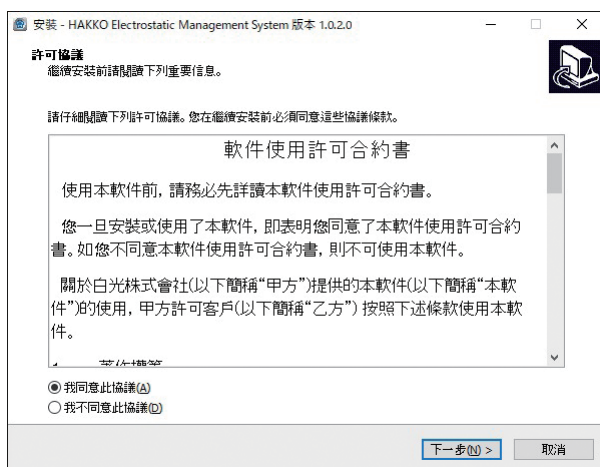 安裝 - HAKKO Electrostatic Management System 版本 1.0.2.0
許可協議
繼續安裝前請閱讀下列重要信息。
請仔細閱讀下列許可協議。您在繼續安裝前必須同意這些協議條款。
軟件使用許可合約書
使用本軟件前, 請務必先詳讀本軟件使用許可合約書。
您一旦安裝或使用了本軟件, 即表明您同意了本軟件使用許可合約
書。如您不同意本軟件使用許可合約書, 則不可使用本軟件。
關於白光株式會社(以下簡稱“甲方”)提供的本軟件(以下簡稱“本軟
件”)的使用, 甲方許可客戶(以下簡稱“乙方”) 按照下述條款使用本軟
件。
我同意此協議(A)
我不同意此協議(D)
下一步(N) >
取消